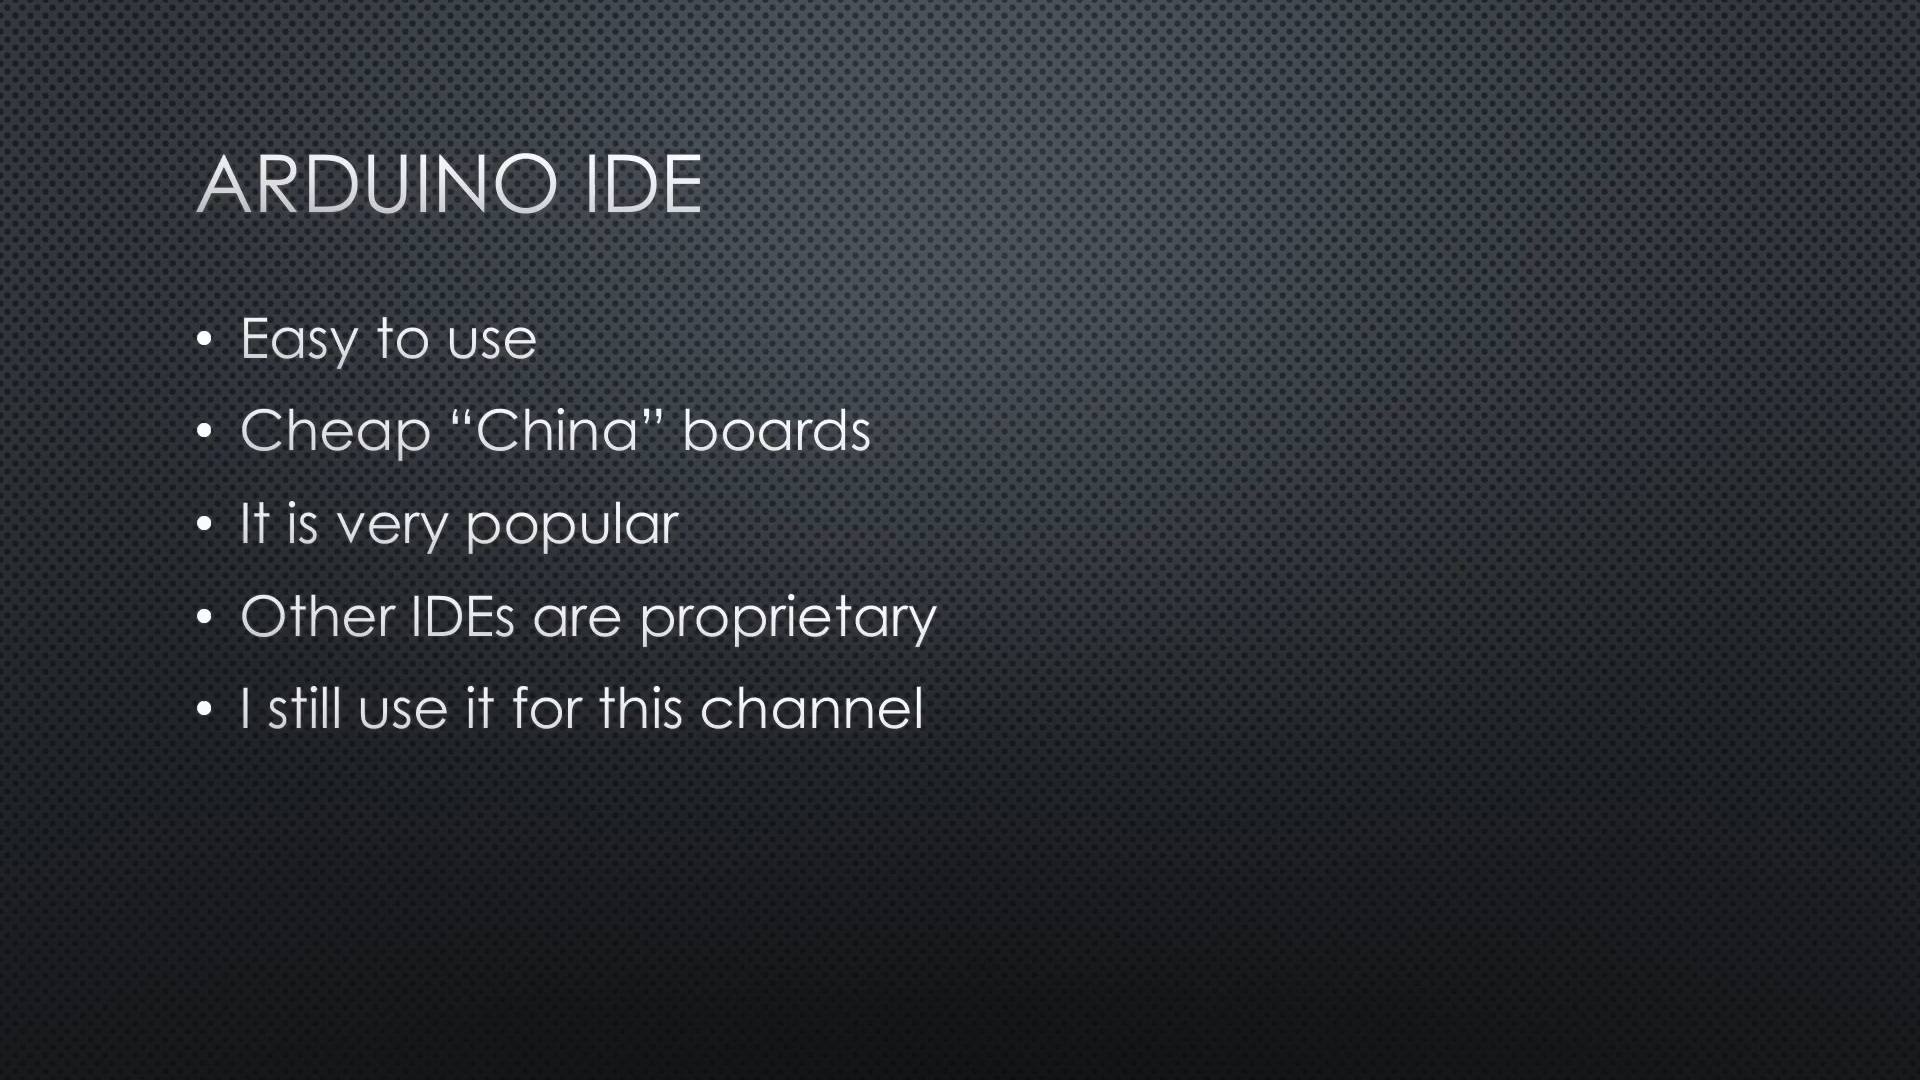 ARDUINO IDE
• Easy to use
• Cheap “China” boards
• It is very popular
• Other IDEs are proprietary
• I still use it for this channel